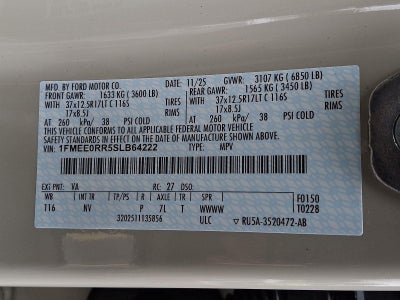 MFD. BY FORD MOTOR CO.
11/25 GVWR: 3107 KG ( 6850 LB)
FRONT GAWR: 1633 KG ( 3600 LB) REAR GAWR: 1565 KG ( 3450 LB)
WITH 37x12.5R17LT C 116S TIRES WITH 37x12.5R17LT C 116S TIRES
17x8.5J RIMS 17x8.5J RIMS
AT 260 kPa/ 38 PSI COLD AT 260 kPa/ 38 PSI COLD
THIS VEHICLE CONFORMS TO ALL APPLICABLE FEDERAL MOTOR VEHICLE
SAFETY STANDARDS IN EFFECT ON THE DATE OF MANUFACTURE SHOWN ABOVE.
VIN: 1FMEE0RR5SLB64222 TYPE: MPV
EXT PNT: VA RC: 27 DSO:
WB INT TR TP/PS R AXLE TR SPR
T16 NV P 7L T WWWW
F0150
T0228
3202511135856 ULC RU5A-3520472-AB